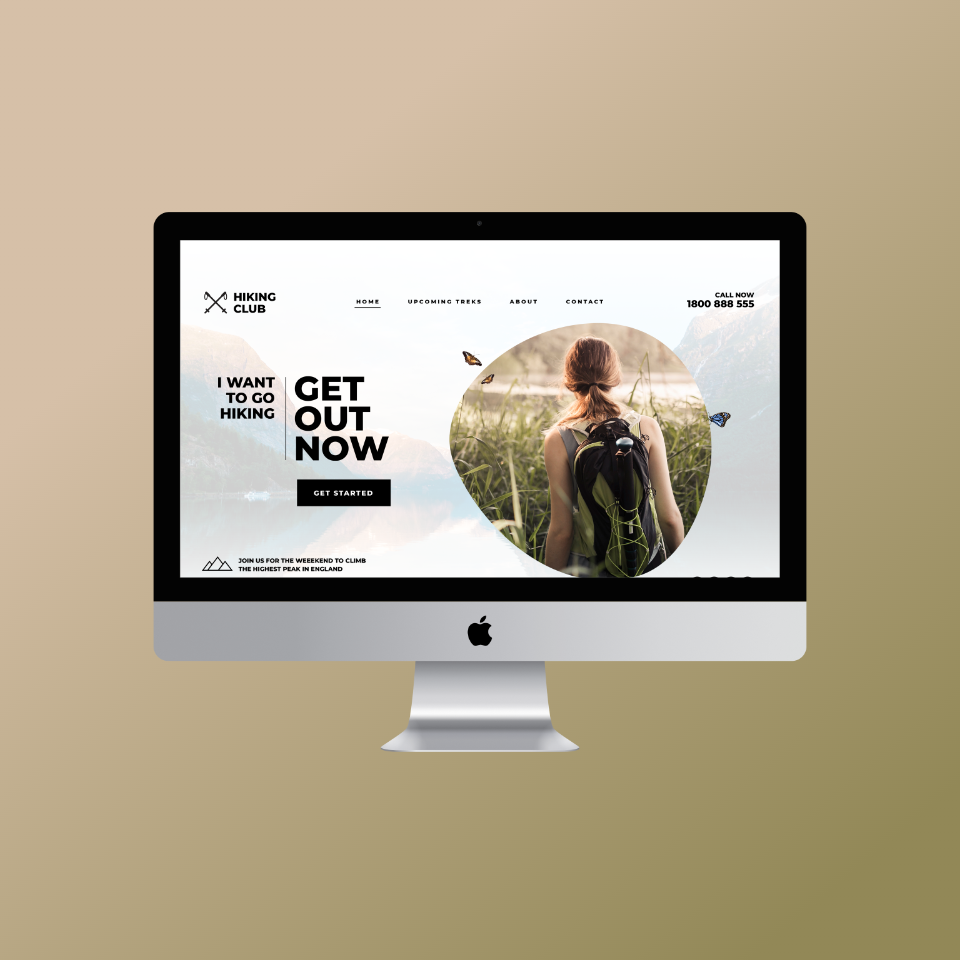 HIKING
CLUB
HOME
UPCOMING TREKS
ABOUT
CONTACT
CALL NOW
1800 888 555
I WANT
TO GO
HIKING
GET
OUT
NOW
GET STARTED
JOIN US FOR THE WEEEKEND TO CLIMB
THE HIGHEST PEAK IN ENGLAND